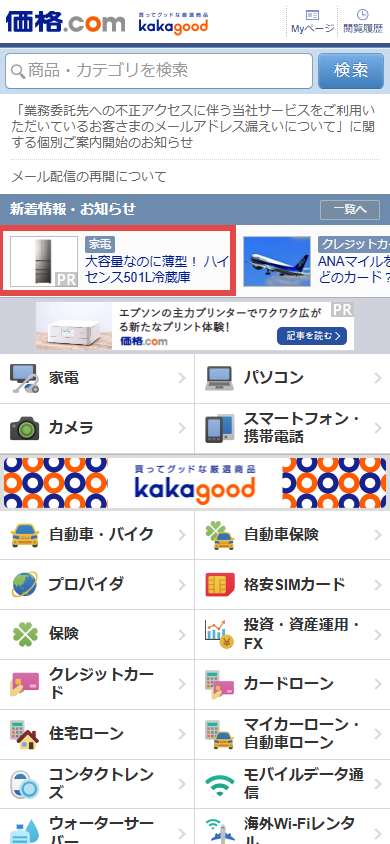 価格.com
買ってグッドな厳選商品
kakagood
Myページ
閲覧履歴
商品・カテゴリを検索
検索
「業務委託先への不正アクセスに伴う当社サービスをご利用い
ただいているお客さまのメールアドレス漏えいについて」に関
する個別ご案内開始のお知らせ
メール配信の再開について
新着情報・お知らせ
一覧へ
PR
家電
大容量なのに薄型！ ハイ
センス501L冷蔵庫
クレジットカー
ANAマイルを
どのカード？
エプソンの主力プリンターでワクワク広が
る新たなプリント体験！
価格.com
PR
記事を読む
家電
パソコン
カメラ
スマートフォン・
携帯電話
買ってグッドな厳選商品
kakagood
自動車・バイク
自動車保険
プロバイダ
格安SIMカード
保険
投資・資産運用・
FX
クレジットカー
ド
カードローン
住宅ローン
マイカーローン・
自動車ローン
コンタクトレン
ズ
モバイルデータ通
信
ウォーターサー
バー
海外Wi-Fiレンタ
ル